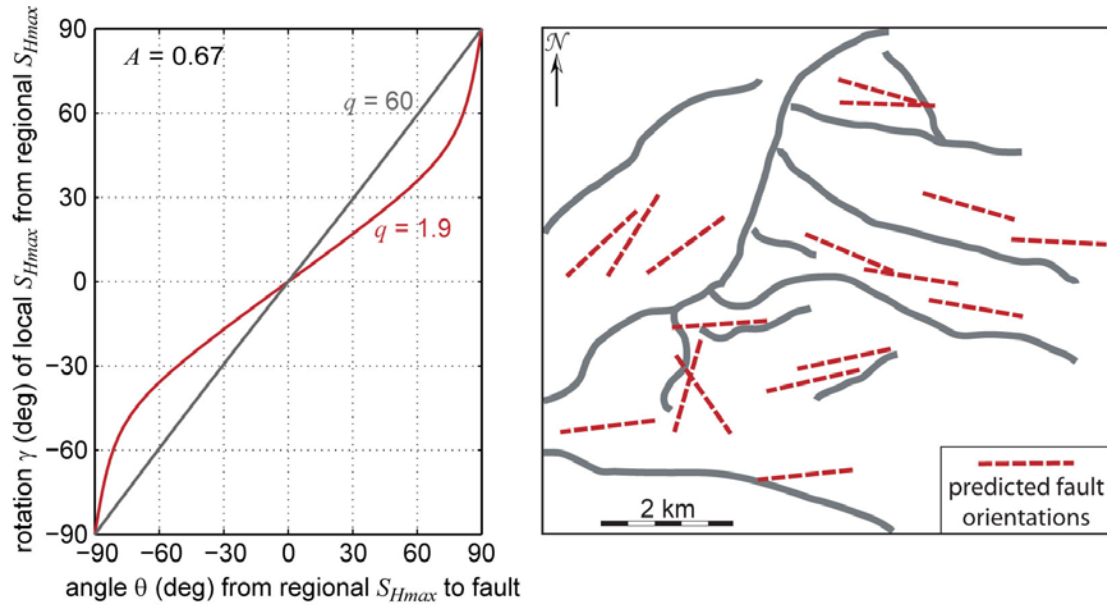 A = 0.67
q = 60
q = 1.9
90
60
30
0
−30
−60
−90
−90 −60 −30 0 30 60 90
rotation γ (deg) of local SHmax from regional SHmax
angle θ (deg) from regional SHmax to fault
N
2 km
predicted fault
orientations